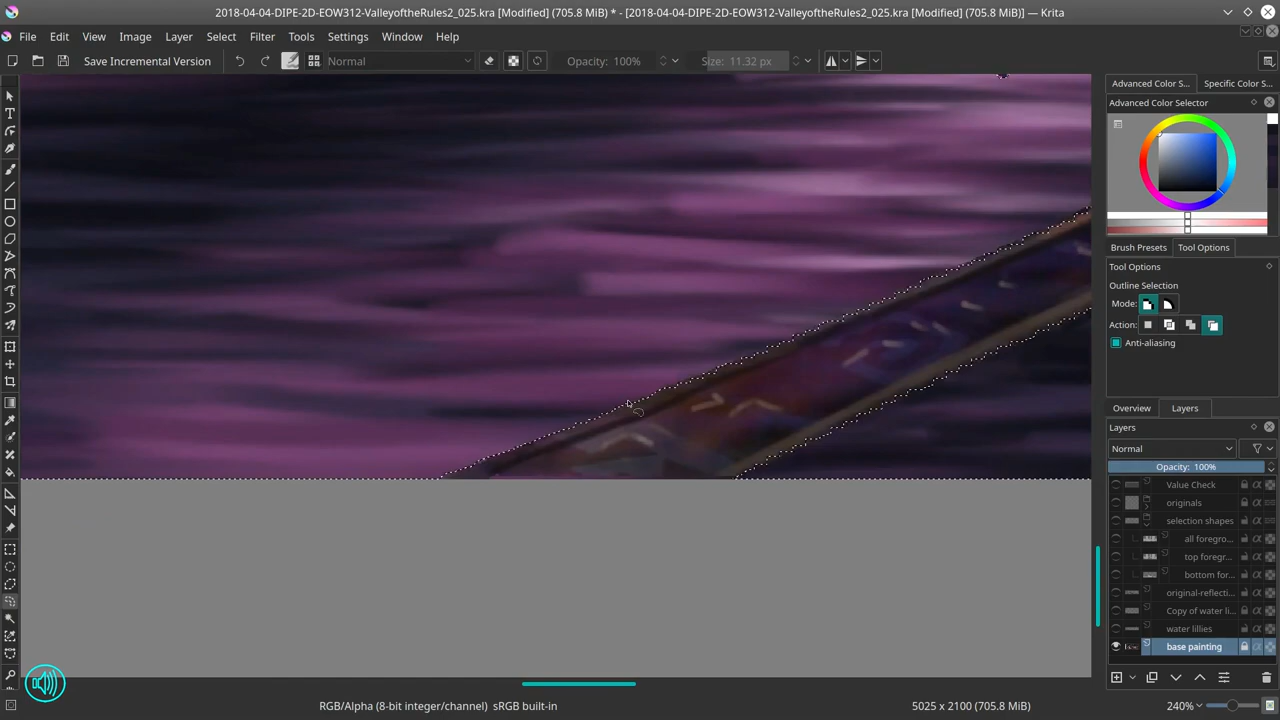 2018-04-04-DIPE-2D-EOW312-ValleyoftheRules2_025.kra [Modified] (705.8 MiB) * - [2018-04-04-DIPE-2D-EOW312-ValleyoftheRules2_025.kra [Modified] (705.8 MiB)] — Krita
File Edit View Image Layer Select Filter Tools Settings Window Help
Save Incremental Version Normal Opacity: 100% Size: 11.32 px
Advanced Color S... Specific Color S...
Advanced Color Selector
Brush Presets Tool Options
Tool Options
Outline Selection
Mode:
Action:
Anti-aliasing
Overview Layers
Layers
Normal
Opacity: 100%
Value Check
originals
selection shapes
all foregro...
top foregr...
bottom for...
original-reflecti...
Copy of water li...
water lillies
base painting
RGB/Alpha (8-bit integer/channel) sRGB built-in 5025 x 2100 (705.8 MiB) 240%